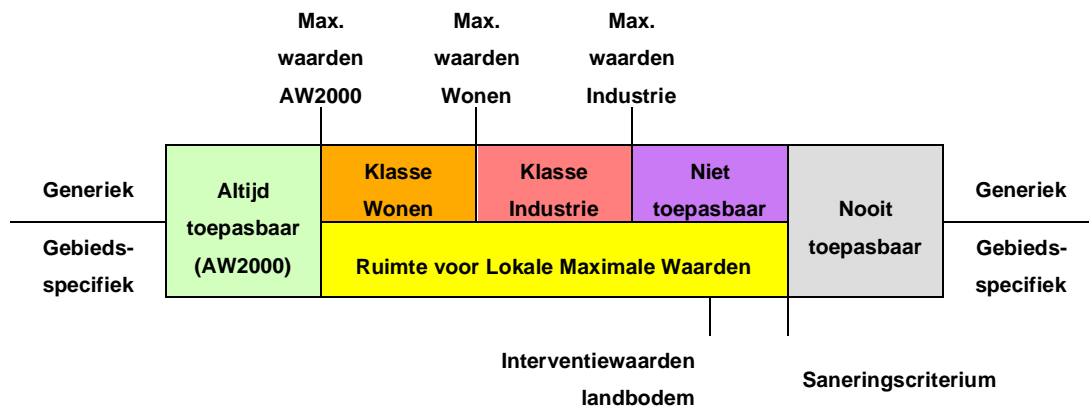 Max.
waarden
AW2000
Max.
waarden
Wonen
Max.
waarden
Industrie
Generiek
Gebieds-
specifiek
Altijd
toepasbaar
(AW2000)
Klasse
Wonen
Klasse
Industrie
Niet
toepasbaar
Ruimte voor Lokale Maximale Waarden
Nooit
toepasbaar
Generiek
Gebieds-
specifiek
Interventiewaarden
landbodem
Saneringscriterium